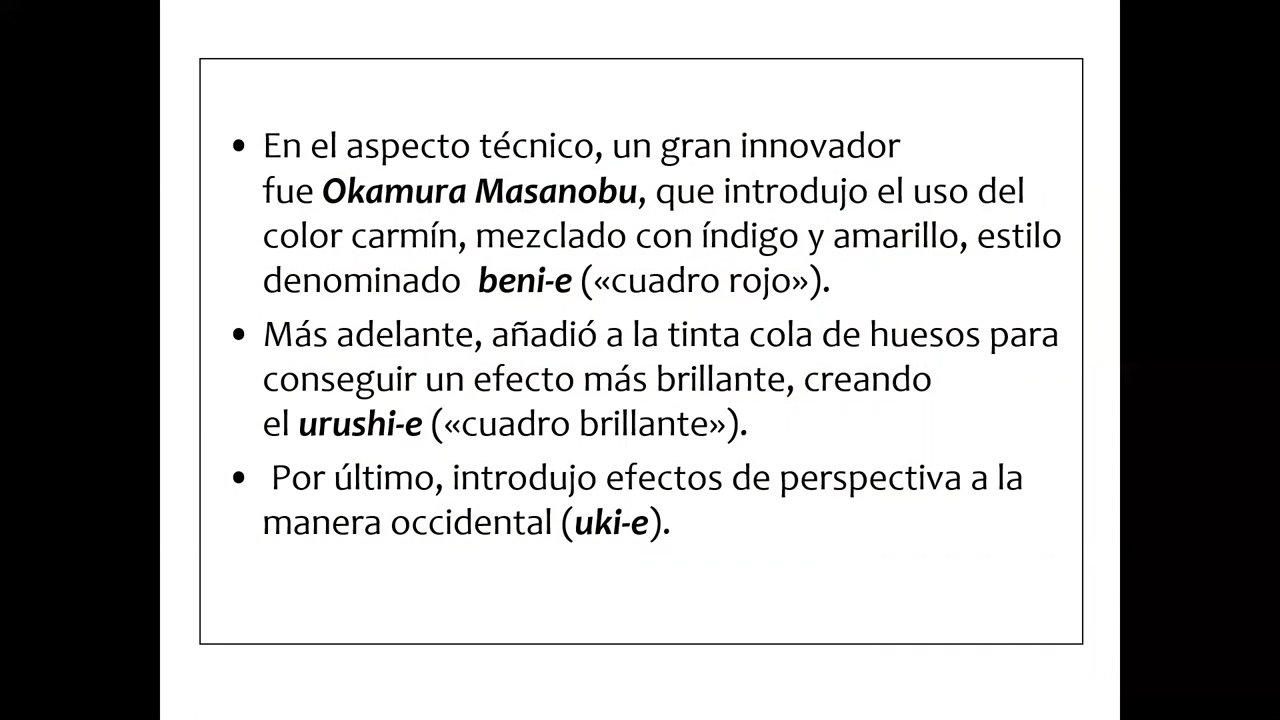 • En el aspecto técnico, un gran innovador
fue Okamura Masanobu, que introdujo el uso del
color carmín, mezclado con índigo y amarillo, estilo
denominado beni-e («cuadro rojo»).
• Más adelante, añadió a la tinta cola de huesos para
conseguir un efecto más brillante, creando
el urushi-e («cuadro brillante»).
• Por último, introdujo efectos de perspectiva a la
manera occidental (uki-e).